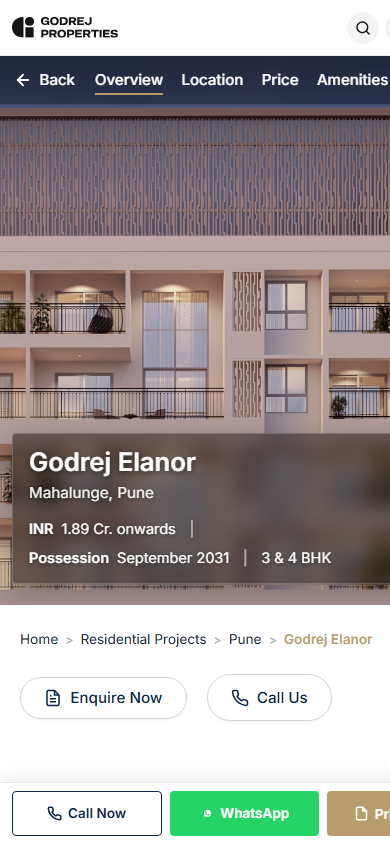 GODREJ
PROPERTIES
Back Overview Location Price Amenities
Godrej Elanor
Mahalunge, Pune
INR 1.89 Cr. onwards |
Possession September 2031 | 3 & 4 BHK
Home > Residential Projects > Pune > Godrej Elanor
Enquire Now Call Us
Call Now WhatsApp